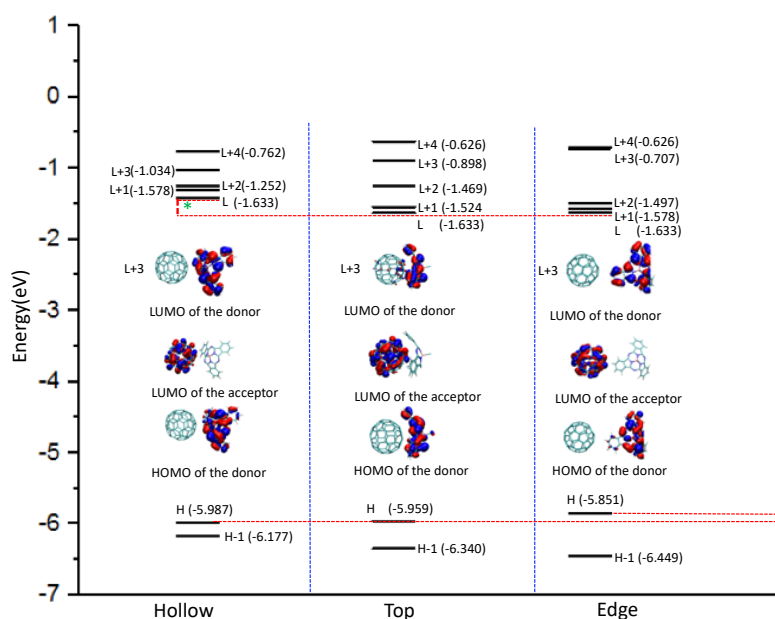 1
0
-1
-2
-3
-4
-5
-6
-7
Energy(eV)
L+4(-0.762)
L+3(-1.034)
L+1(-1.578)
L+2(-1.252)
L (-1.633)
*
L+3
LUMO of the donor
LUMO of the acceptor
HOMO of the donor
H (-5.987)
H-1 (-6.177)
Hollow
L+4 (-0.626)
L+3 (-0.898)
L+2 (-1.469)
L+1 (-1.524)
L (-1.633)
L+3
LUMO of the donor
LUMO of the acceptor
HOMO of the donor
H (-5.959)
H-1 (-6.340)
Top
L+4 (-0.626)
L+3 (-0.707)
L+2 (-1.497)
L+1 (-1.578)
L (-1.633)
L+3
LUMO of the donor
LUMO of the acceptor
HOMO of the donor
H (-5.851)
H-1 (-6.449)
Edge